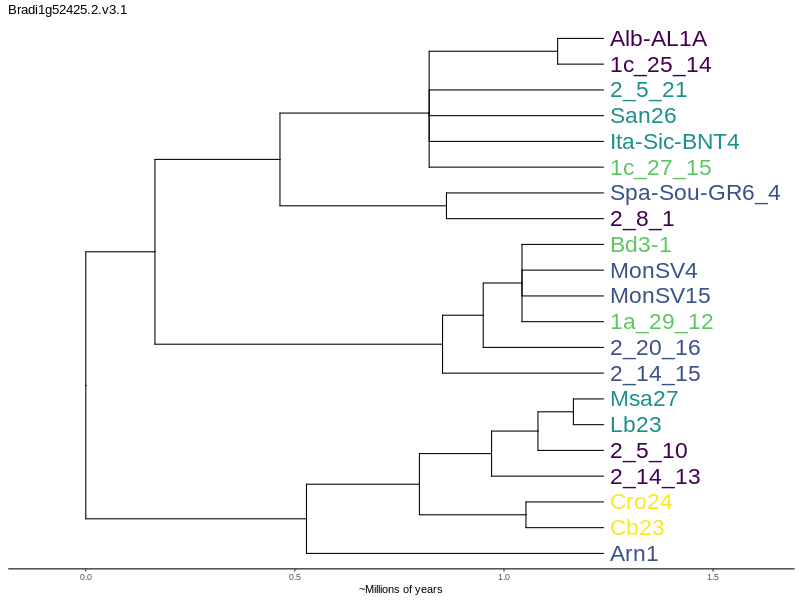 Bradi1g52425.2.v3.1
Alb-AL1A
1c_25_14
2_5_21
San26
Ita-Sic-BNT4
1c_27_15
Spa-Sou-GR6_4
2_8_1
Bd3-1
MonSV4
MonSV15
1a_29_12
2_20_16
2_14_15
Msa27
Lb23
2_5_10
2_14_13
Cro24
Cb23
Arn1
0.0 0.5 1.0 1.5
~Millions of years